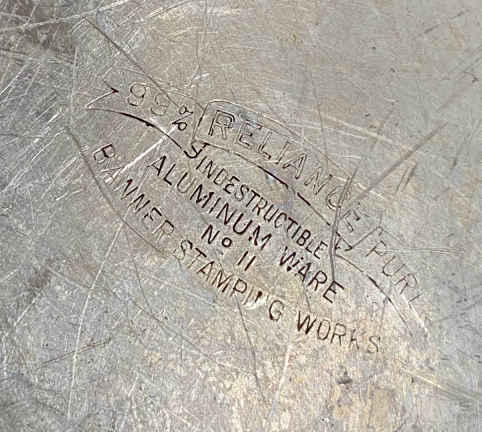 99% RELIANCE PURE
INDESTRUCTIBLE
ALUMINUM WARE
No 11
BANNER STAMPING WORKS